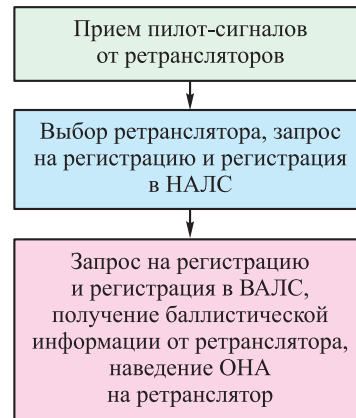 Прием пилот-сигналов
от ретрансляторов
Выбор ретранслятора, запрос
на регистрацию и регистрация
в НАЛС
Запрос на регистрацию
и регистрация в ВАЛС,
получение баллистической
информации от ретранслятора,
наведение ОНА
на ретранслятор